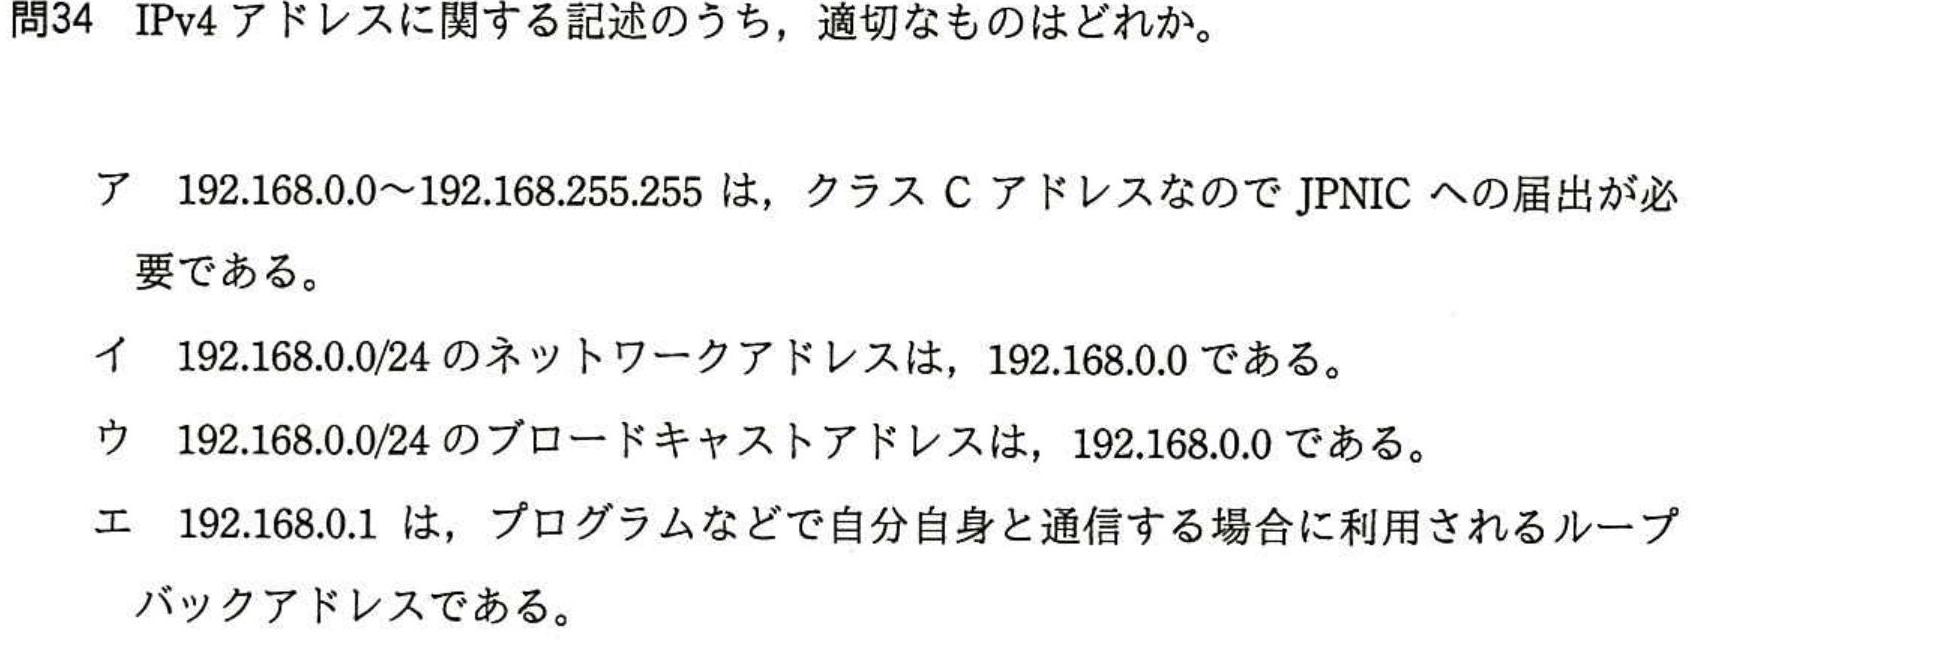 問34 IPv4 アドレスに関する記述のうち，適切なものはどれか。
ア 192.168.0.0～192.168.255.255 は，クラス C アドレスなので JPNIC への届出が必
要である。
イ 192.168.0.0/24 のネットワークアドレスは，192.168.0.0 である。
ウ 192.168.0.0/24 のブロードキャストアドレスは，192.168.0.0 である。
エ 192.168.0.1 は，プログラムなどで自分自身と通信する場合に利用されるループ
バックアドレスである。